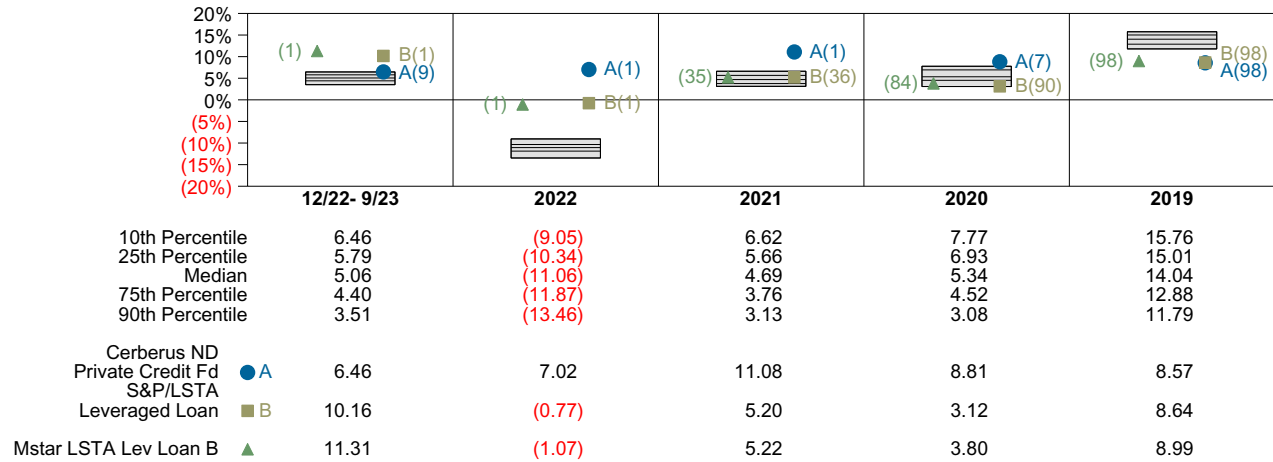 20%
15%
10%
5%
0%
(5%)
(10%)
(15%)
(20%)
(1) B(1)
A(9)
A(1)
(1) B(1)
A(1)
(35) B(36)
A(7)
(84) B(90)
B(98)
(98) A(98)
12/22- 9/23 2022 2021 2020 2019
10th Percentile 6.46 (9.05) 6.62 7.77 15.76
25th Percentile 5.79 (10.34) 5.66 6.93 15.01
Median 5.06 (11.06) 4.69 5.34 14.04
75th Percentile 4.40 (11.87) 3.76 4.52 12.88
90th Percentile 3.51 (13.46) 3.13 3.08 11.79
Cerberus ND
Private Credit Fd A 6.46 7.02 11.08 8.81 8.57
S&P/LSTA
Leveraged Loan B 10.16 (0.77) 5.20 3.12 8.64
Mstar LSTA Lev Loan B 11.31 (1.07) 5.22 3.80 8.99